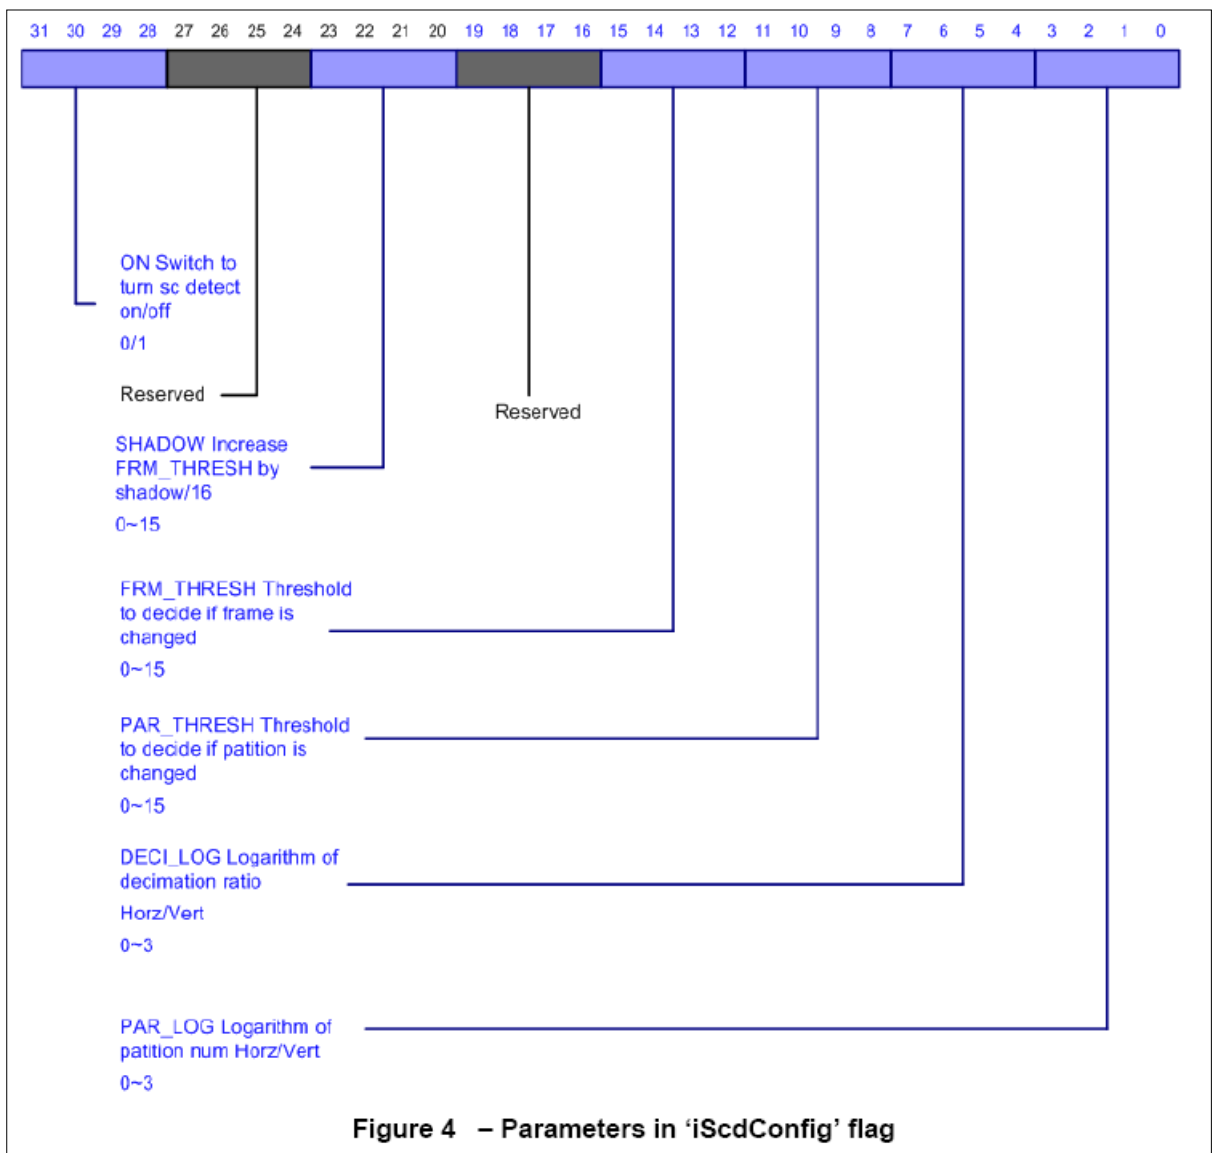 31 30 29 28 27 26 25 24 23 22 21 20 19 18 17 16 15 14 13 12 11 10 9 8 7 6 5 4 3 2 1 0
ON Switch to
turn sc detect
on/off
0/1
Reserved
Reserved
SHADOW Increase
FRM_THRESH by
shadow/16
0~15
FRM_THRESH Threshold
to decide if frame is
changed
0~15
PAR_THRESH Threshold
to decide if patition is
changed
0~15
DECI_LOG Logarithm of
decimation ratio
Horz/Vert
0~3
PAR_LOG Logarithm of
patition num Horz/Vert
0~3
Figure 4 – Parameters in ‘iScdConfig’ flag